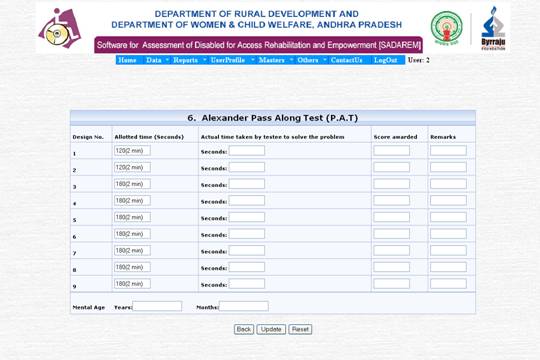 DEPARTMENT OF RURAL DEVELOPMENT AND
DEPARTMENT OF WOMEN & CHILD WELFARE, ANDHRA PRADESH
Software for Assessment of Disabled for Access Rehabilitation and Empowerment [SADAREM]
Byrraju
FOUNDATION
Home Data Reports UserProfile Masters Others ContactUs LogOut User: 2
6. Alexander Pass Along Test (P.A.T)
Design No. Allotted time (Seconds) Actual time taken by testee to solve the problem Score awarded Remarks
1 120(2 min) Seconds:
2 120(2 min) Seconds:
3 180(2 min) Seconds:
4 180(2 min) Seconds:
5 180(2 min) Seconds:
6 180(2 min) Seconds:
7 180(2 min) Seconds:
8 180(2 min) Seconds:
9 180(2 min) Seconds:
Mental Age Years: Months:
Back Update Reset